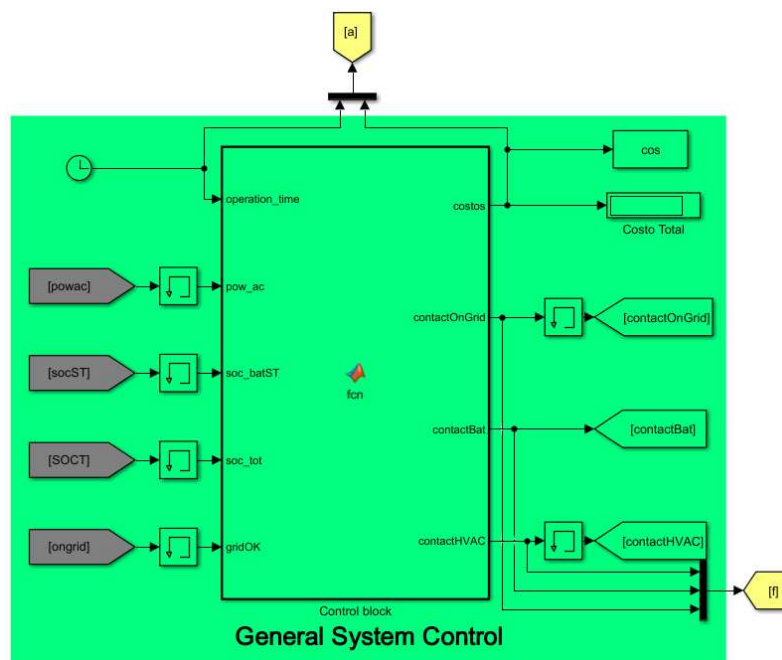 [a]
cos
operation_time
costos
Costo Total
[powac]
pow_ac
contactOnGrid
[contactOnGrid]
[socST]
soc_batST
fcn
contactBat
[contactBat]
[SOCT]
soc_tot
[ongrid]
gridOK
contactHVAC
[contactHVAC]
[f]
Control block
General System Control